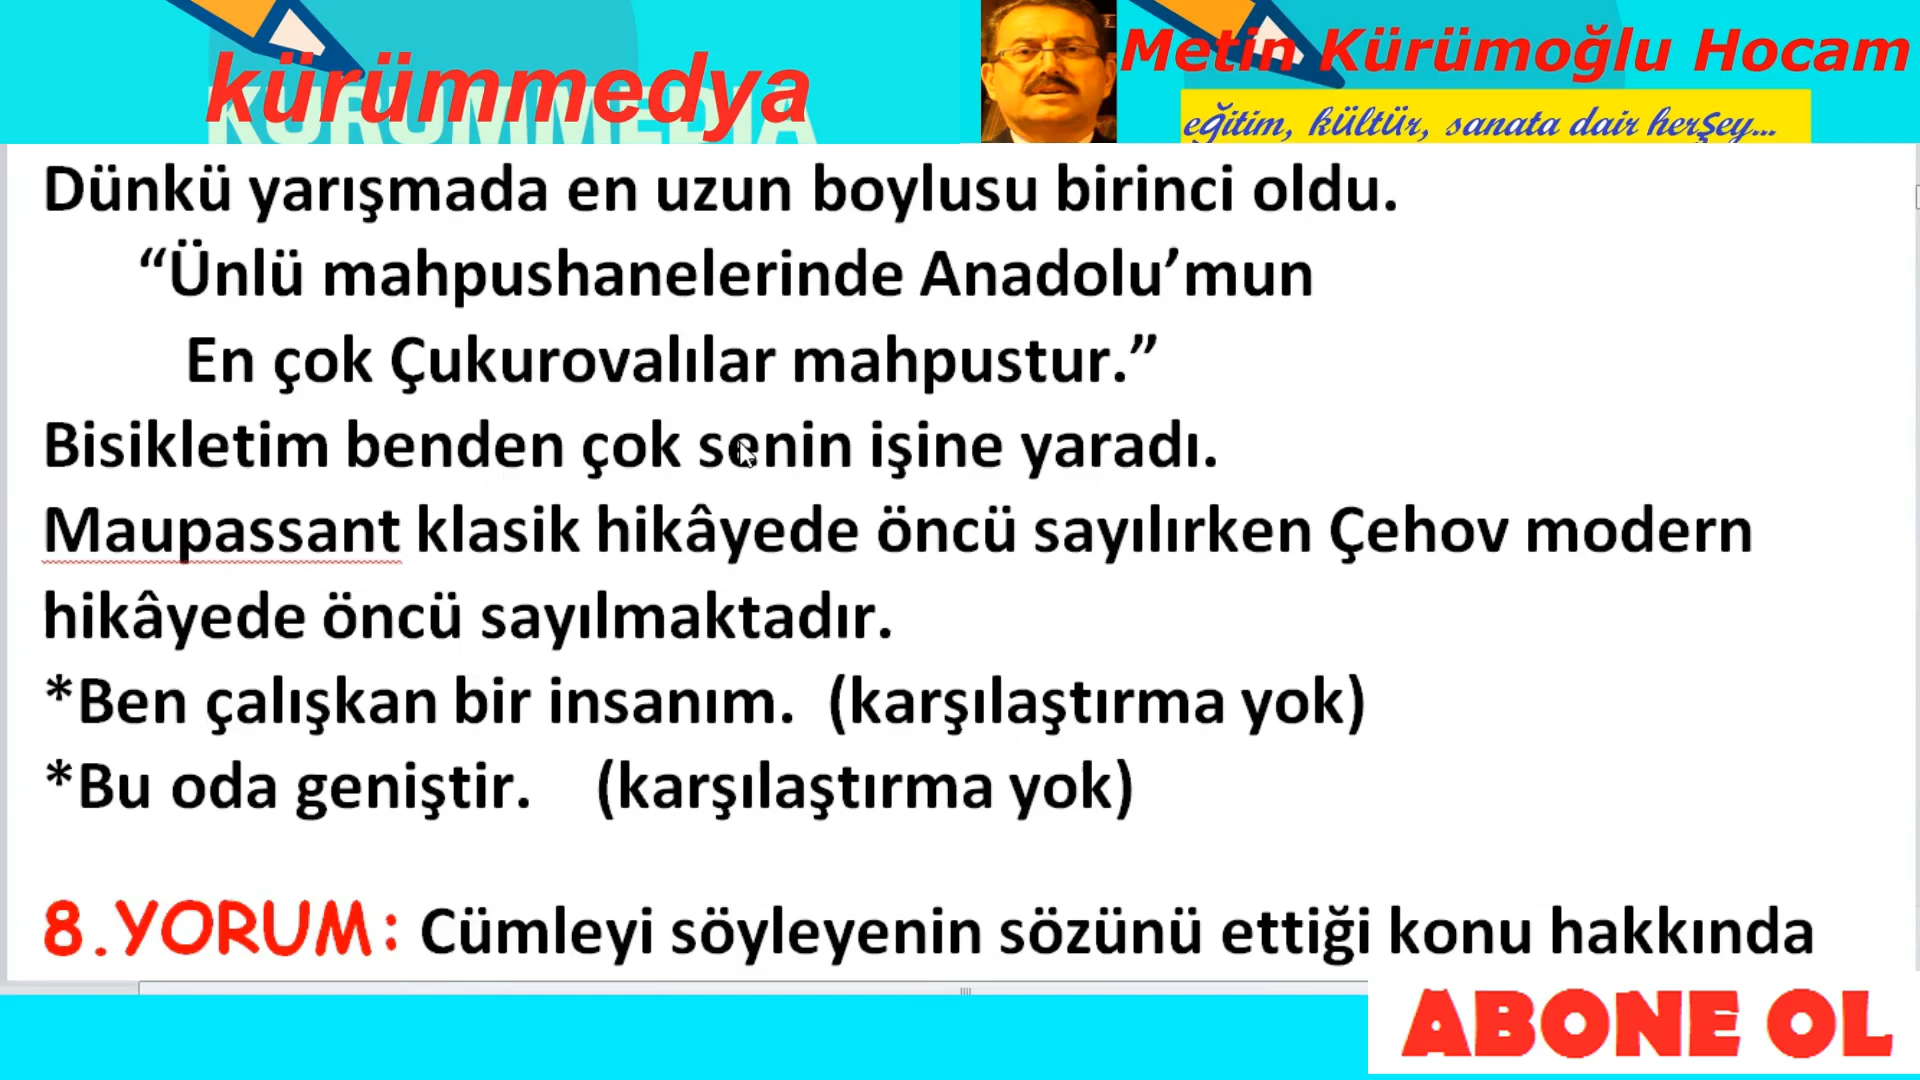 kürümmedya
KÜRÜMMEDIA
Metin Kürümoğlu Hocam
eğitim, kültür, sanata dair herşey...
Dünkü yarışmada en uzun boylusu birinci oldu.
“Ünlü mahpushanelerinde Anadolu’mun
En çok Çukurovalılar mahpustur.”
Bisikletim benden çok senin işine yaradı.
Maupassant klasik hikâyede öncü sayılırken Çehov modern
hikâyede öncü sayılmaktadır.
*Ben çalışkan bir insanım. (karşılaştırma yok)
*Bu oda geniştir. (karşılaştırma yok)
8.YORUM: Cümleyi söyleyenin sözünü ettiği konu hakkında
ABONE OL